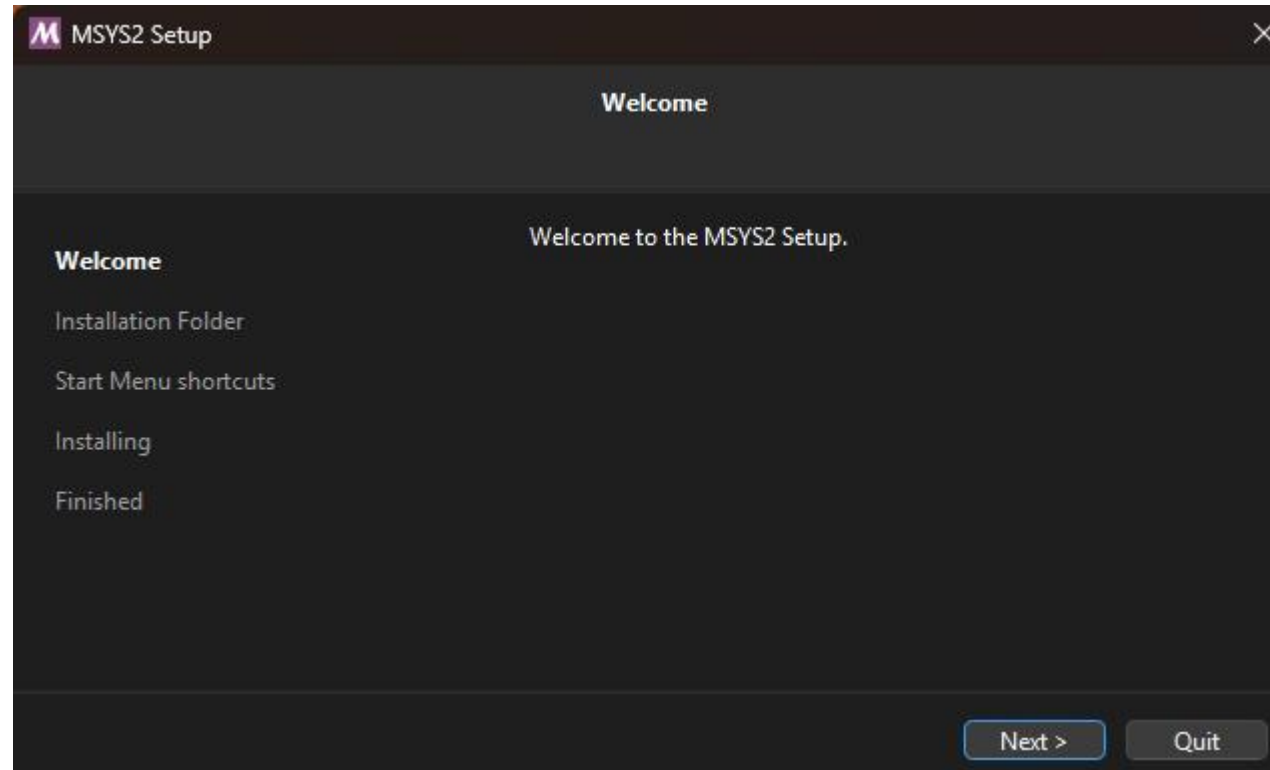 MSYS2 Setup
Welcome
Welcome to the MSYS2 Setup.
Welcome
Installation Folder
Start Menu shortcuts
Installing
Finished
Next >
Quit